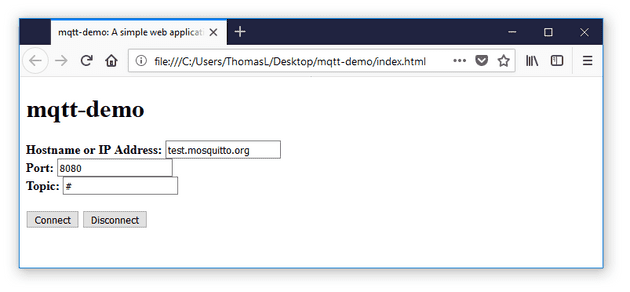 mqtt-demo: A simple web applicat
file:///C:/Users/ThomasL/Desktop/mqtt-demo/index.html
mqtt-demo
Hostname or IP Address: test.mosquitto.org
Port: 8080
Topic: #
Connect Disconnect